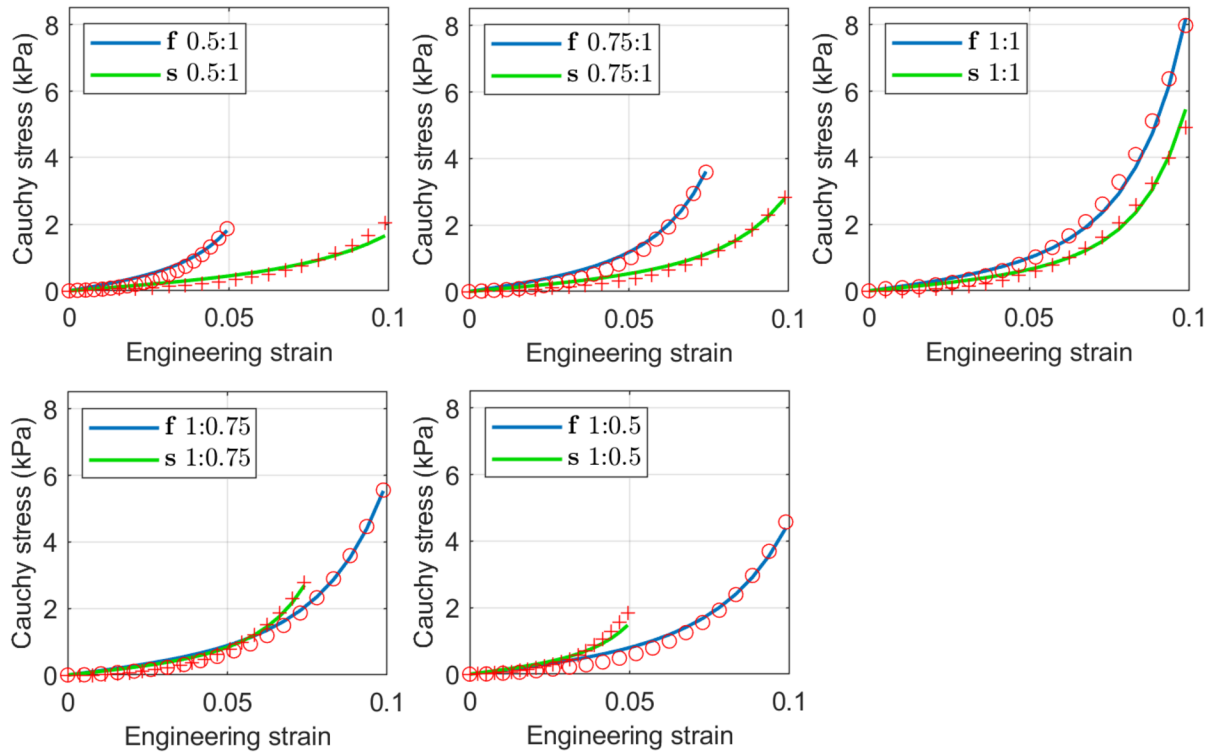 Cauchy stress (kPa)
8
6
4
2
0
f 0.5:1
s 0.5:1
0 0.05 0.1
Engineering strain
Cauchy stress (kPa)
8
6
4
2
0
f 0.75:1
s 0.75:1
0 0.05 0.1
Engineering strain
Cauchy stress (kPa)
8
6
4
2
0
f 1:1
s 1:1
0 0.05 0.1
Engineering strain
Cauchy stress (kPa)
8
6
4
2
0
f 1:0.75
s 1:0.75
0 0.05 0.1
Engineering strain
Cauchy stress (kPa)
8
6
4
2
0
f 1:0.5
s 1:0.5
0 0.05 0.1
Engineering strain